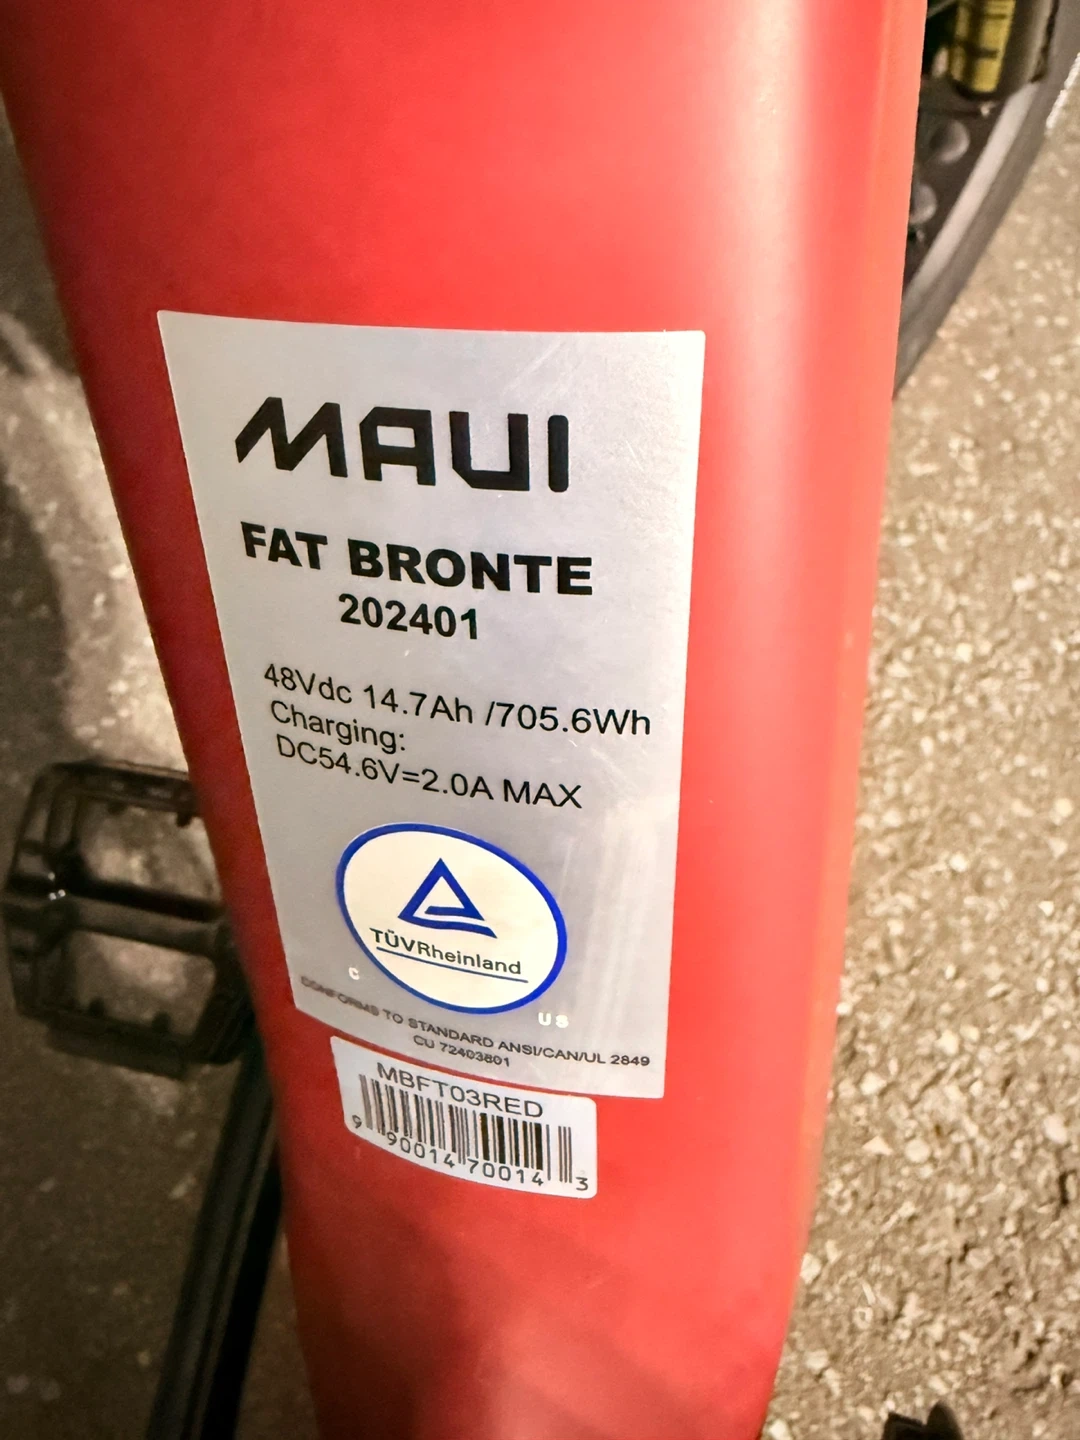 MAUI
FAT BRONTE
202401
48Vdc 14.7Ah /705.6Wh
Charging:
DC54.6V=2.0A MAX
TÜVRheinland
C
US
CONFORMS TO STANDARD ANSI/CAN/UL 2849
CU 72403801
MBFT03RED
9 90014 70014 3